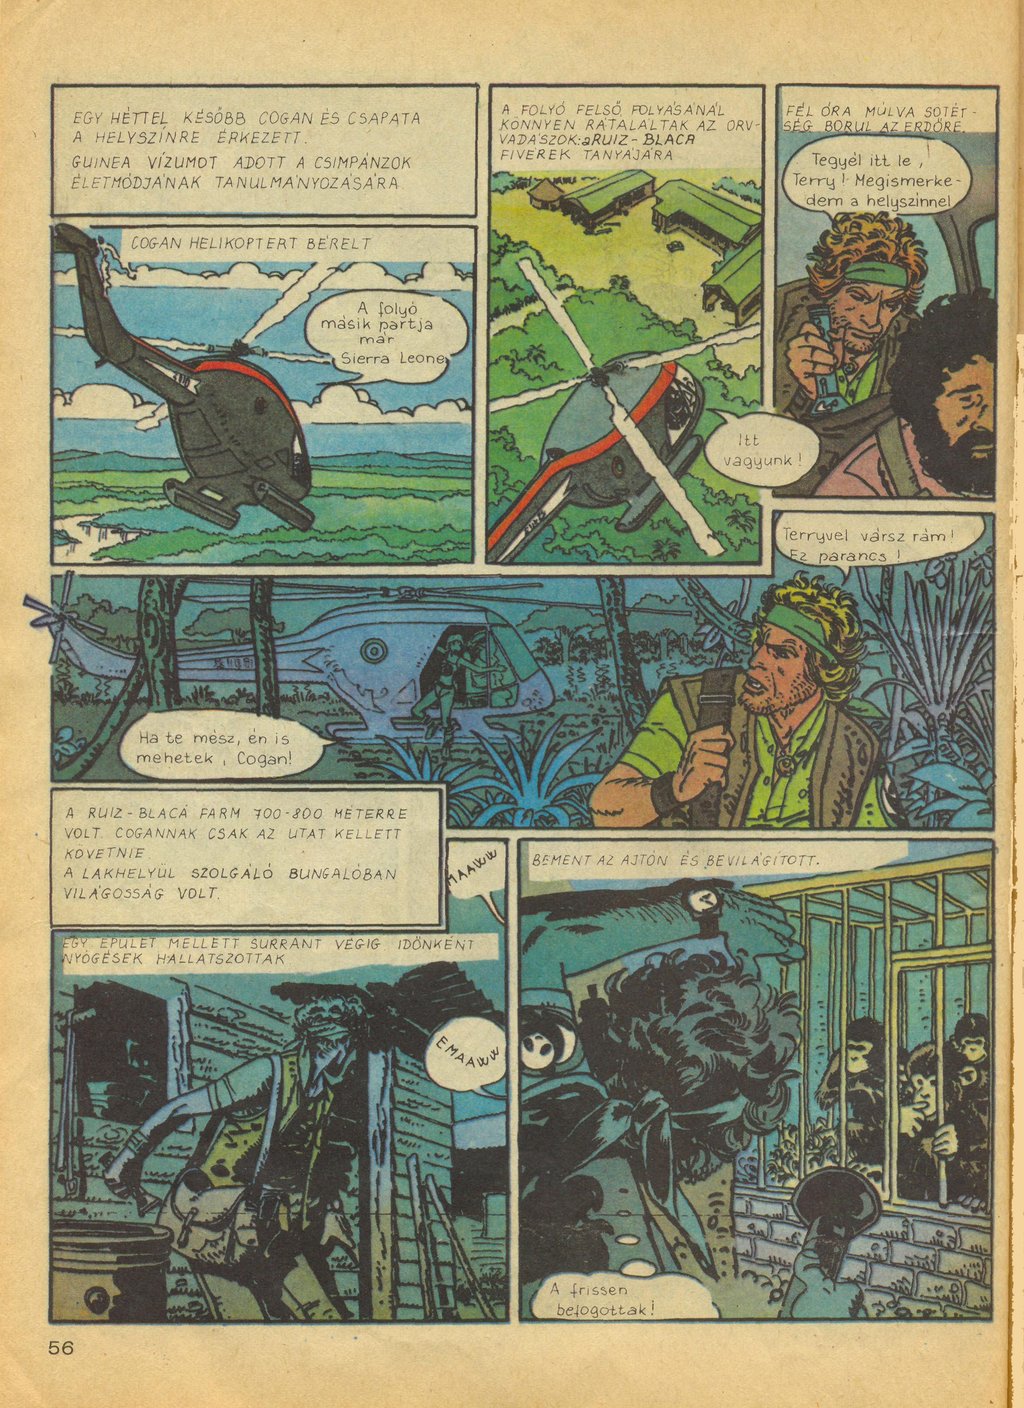 EGY HÉTTEL KÉSŐBB COGAN ÉS CSAPATA
A HELYSZÍNRE ÉRKEZETT.
GUINEA VÍZUMOT ADOTT A CSIMPÁNZOK
ÉLETMÓDJÁNAK TANULMÁNYOZÁSÁRA.
COGAN HELIKOPTERT BÉRELT
A folyó
másik partja
már
Sierra Leone
A FOLYÓ FELSŐ FOLYÁSÁNÁL
KÖNNYEN RÁTALÁLTAK AZ ORV-
VADÁSZOK: a RUIZ-BLACA
FIVÉREK TANYÁJÁRA
Itt
vagyunk!
FÉL ÓRA MÚLVA SÖTÉT-
SÉG BORUL AZ ERDŐRE.
Tegyél itt le,
Terry! Megismerke-
dem a helyszínnel
Terryvel vársz rám!
Ez parancs!
Ha te mész, én is
mehetek, Cogan!
A RUIZ-BLACÁ FARM 700-800 MÉTERRE
VOLT. COGANNAK CSAK AZ UTAT KELLETT
KÖVETNIE.
A LAKHELYÜL SZOLGÁLÓ BUNGALÓBAN
VILÁGOSSÁG VOLT.
MAAWW
EGY ÉPÜLET MELLETT SURRANT VÉGIG IDŐNKÉNT
NYÖGÉSEK HALLATSZOTTAK
EMAAWW
BEMENT AZ AJTÓN ÉS BEVILÁGÍTOTT.
A frissen
befogottak!
56